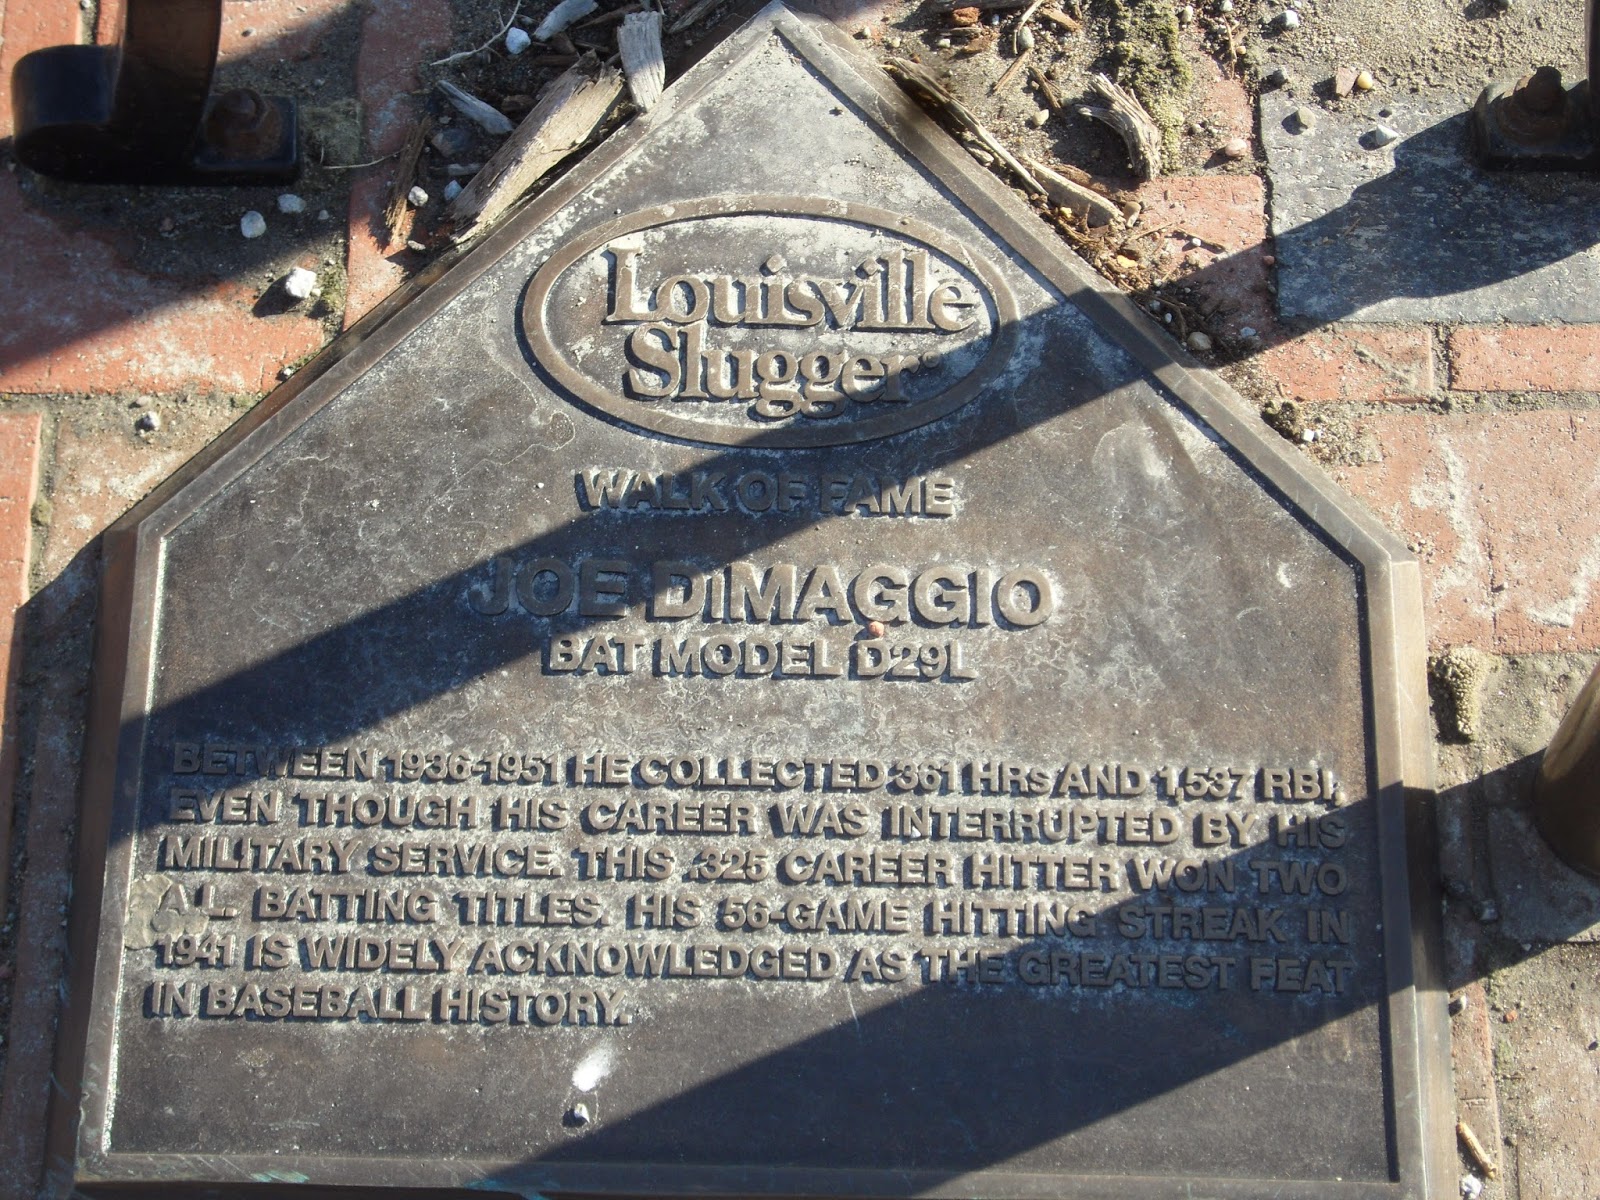 Louisville
Slugger®
WALK OF FAME
JOE DiMAGGIO
BAT MODEL D29L
BETWEEN 1936-1951 HE COLLECTED 361 HRs AND 1,537 RBI,
EVEN THOUGH HIS CAREER WAS INTERRUPTED BY HIS
MILITARY SERVICE. THIS .325 CAREER HITTER WON TWO
A.L. BATTING TITLES. HIS 56-GAME HITTING STREAK IN
1941 IS WIDELY ACKNOWLEDGED AS THE GREATEST FEAT
IN BASEBALL HISTORY.